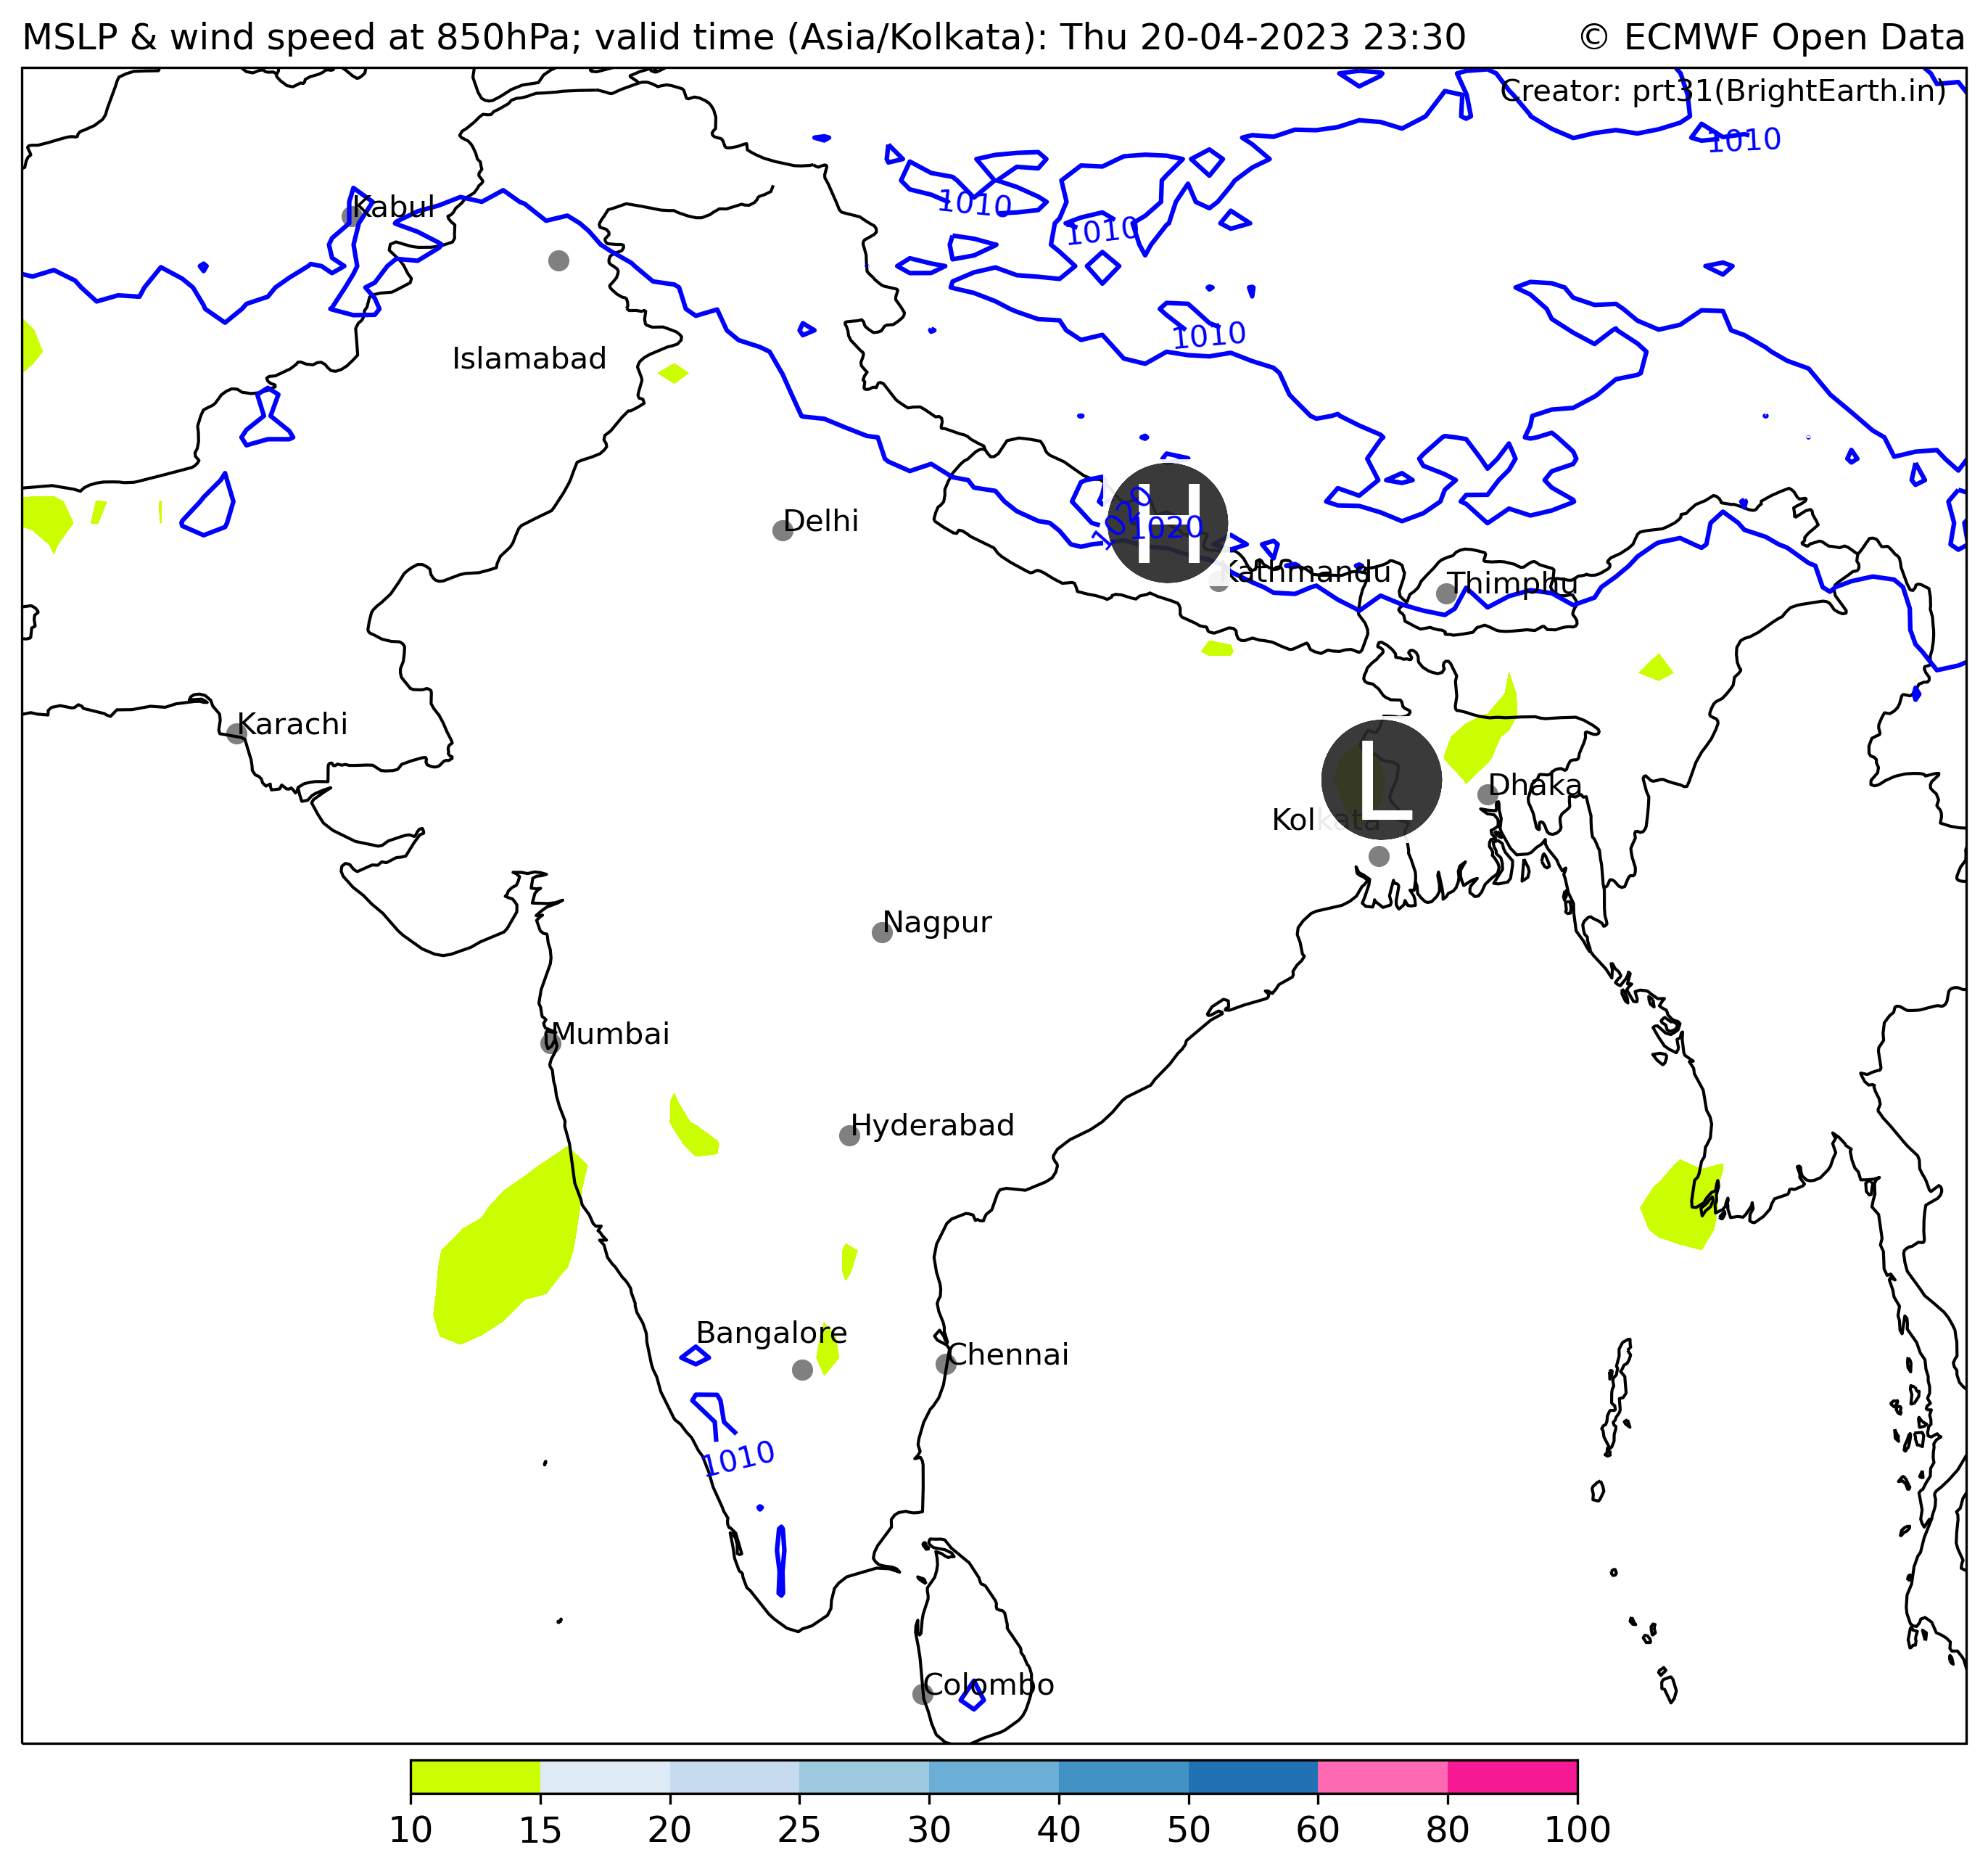 MSLP & wind speed at 850hPa; valid time (Asia/Kolkata): Thu 20-04-2023 23:30
© ECMWF Open Data
Creator: prt31(BrightEarth.in)
1010
Kabul
1010
1010
1010
Islamabad
H
1020
1020
Delhi
Kathmandu
Thimphu
Karachi
L
Dhaka
Kolkata
Nagpur
Mumbai
Hyderabad
Bangalore
Chennai
1010
Colombo
10 15 20 25 30 40 50 60 80 100